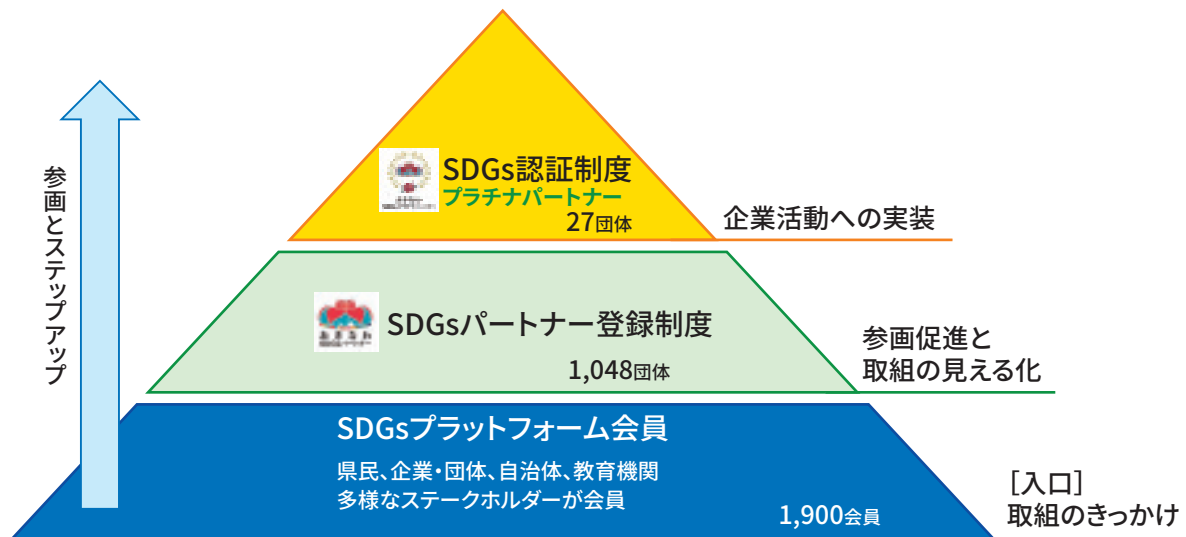 参画とステップアップ
SDGs認証制度
プラチナパートナー
27団体
企業活動への実装
おきなわ
SDGsパートナー登録制度
1,048団体
参画促進と
取組の見える化
SDGsプラットフォーム会員
県民、企業・団体、自治体、教育機関
多様なステークホルダーが会員
1,900会員
［入口］
取組のきっかけ